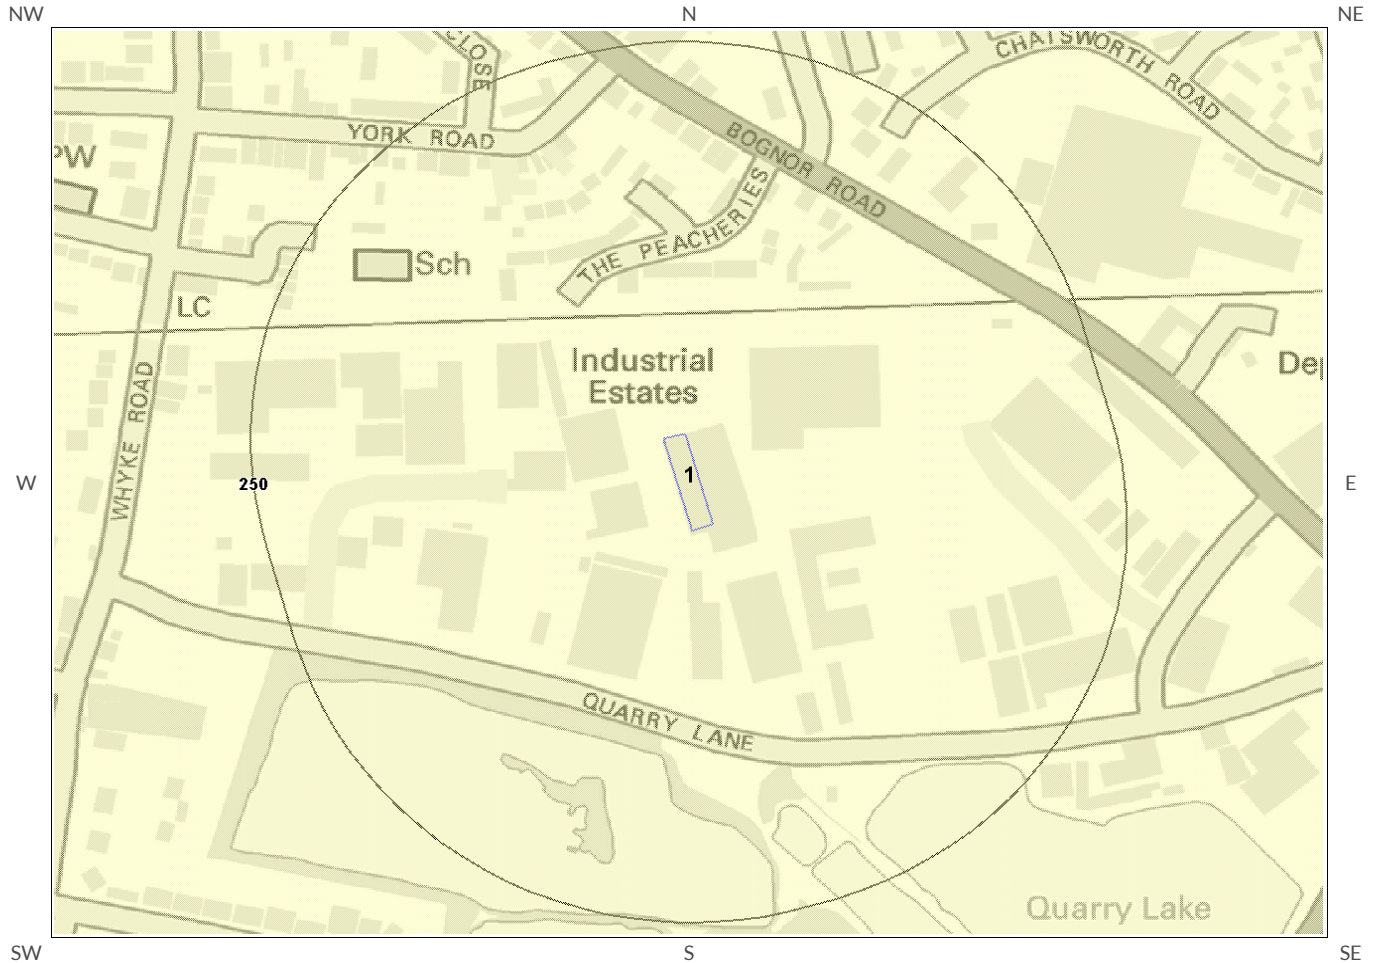 NW
N
NE
CLOSE
CHATSWORTH ROAD
YORK ROAD
BOGNOR ROAD
PW
THE PEACHERIES
Sch
LC
Industrial
Estates
WHYKE ROAD
W
250
1
E
QUARRY LANE
Quarry Lake
SW
S
SE